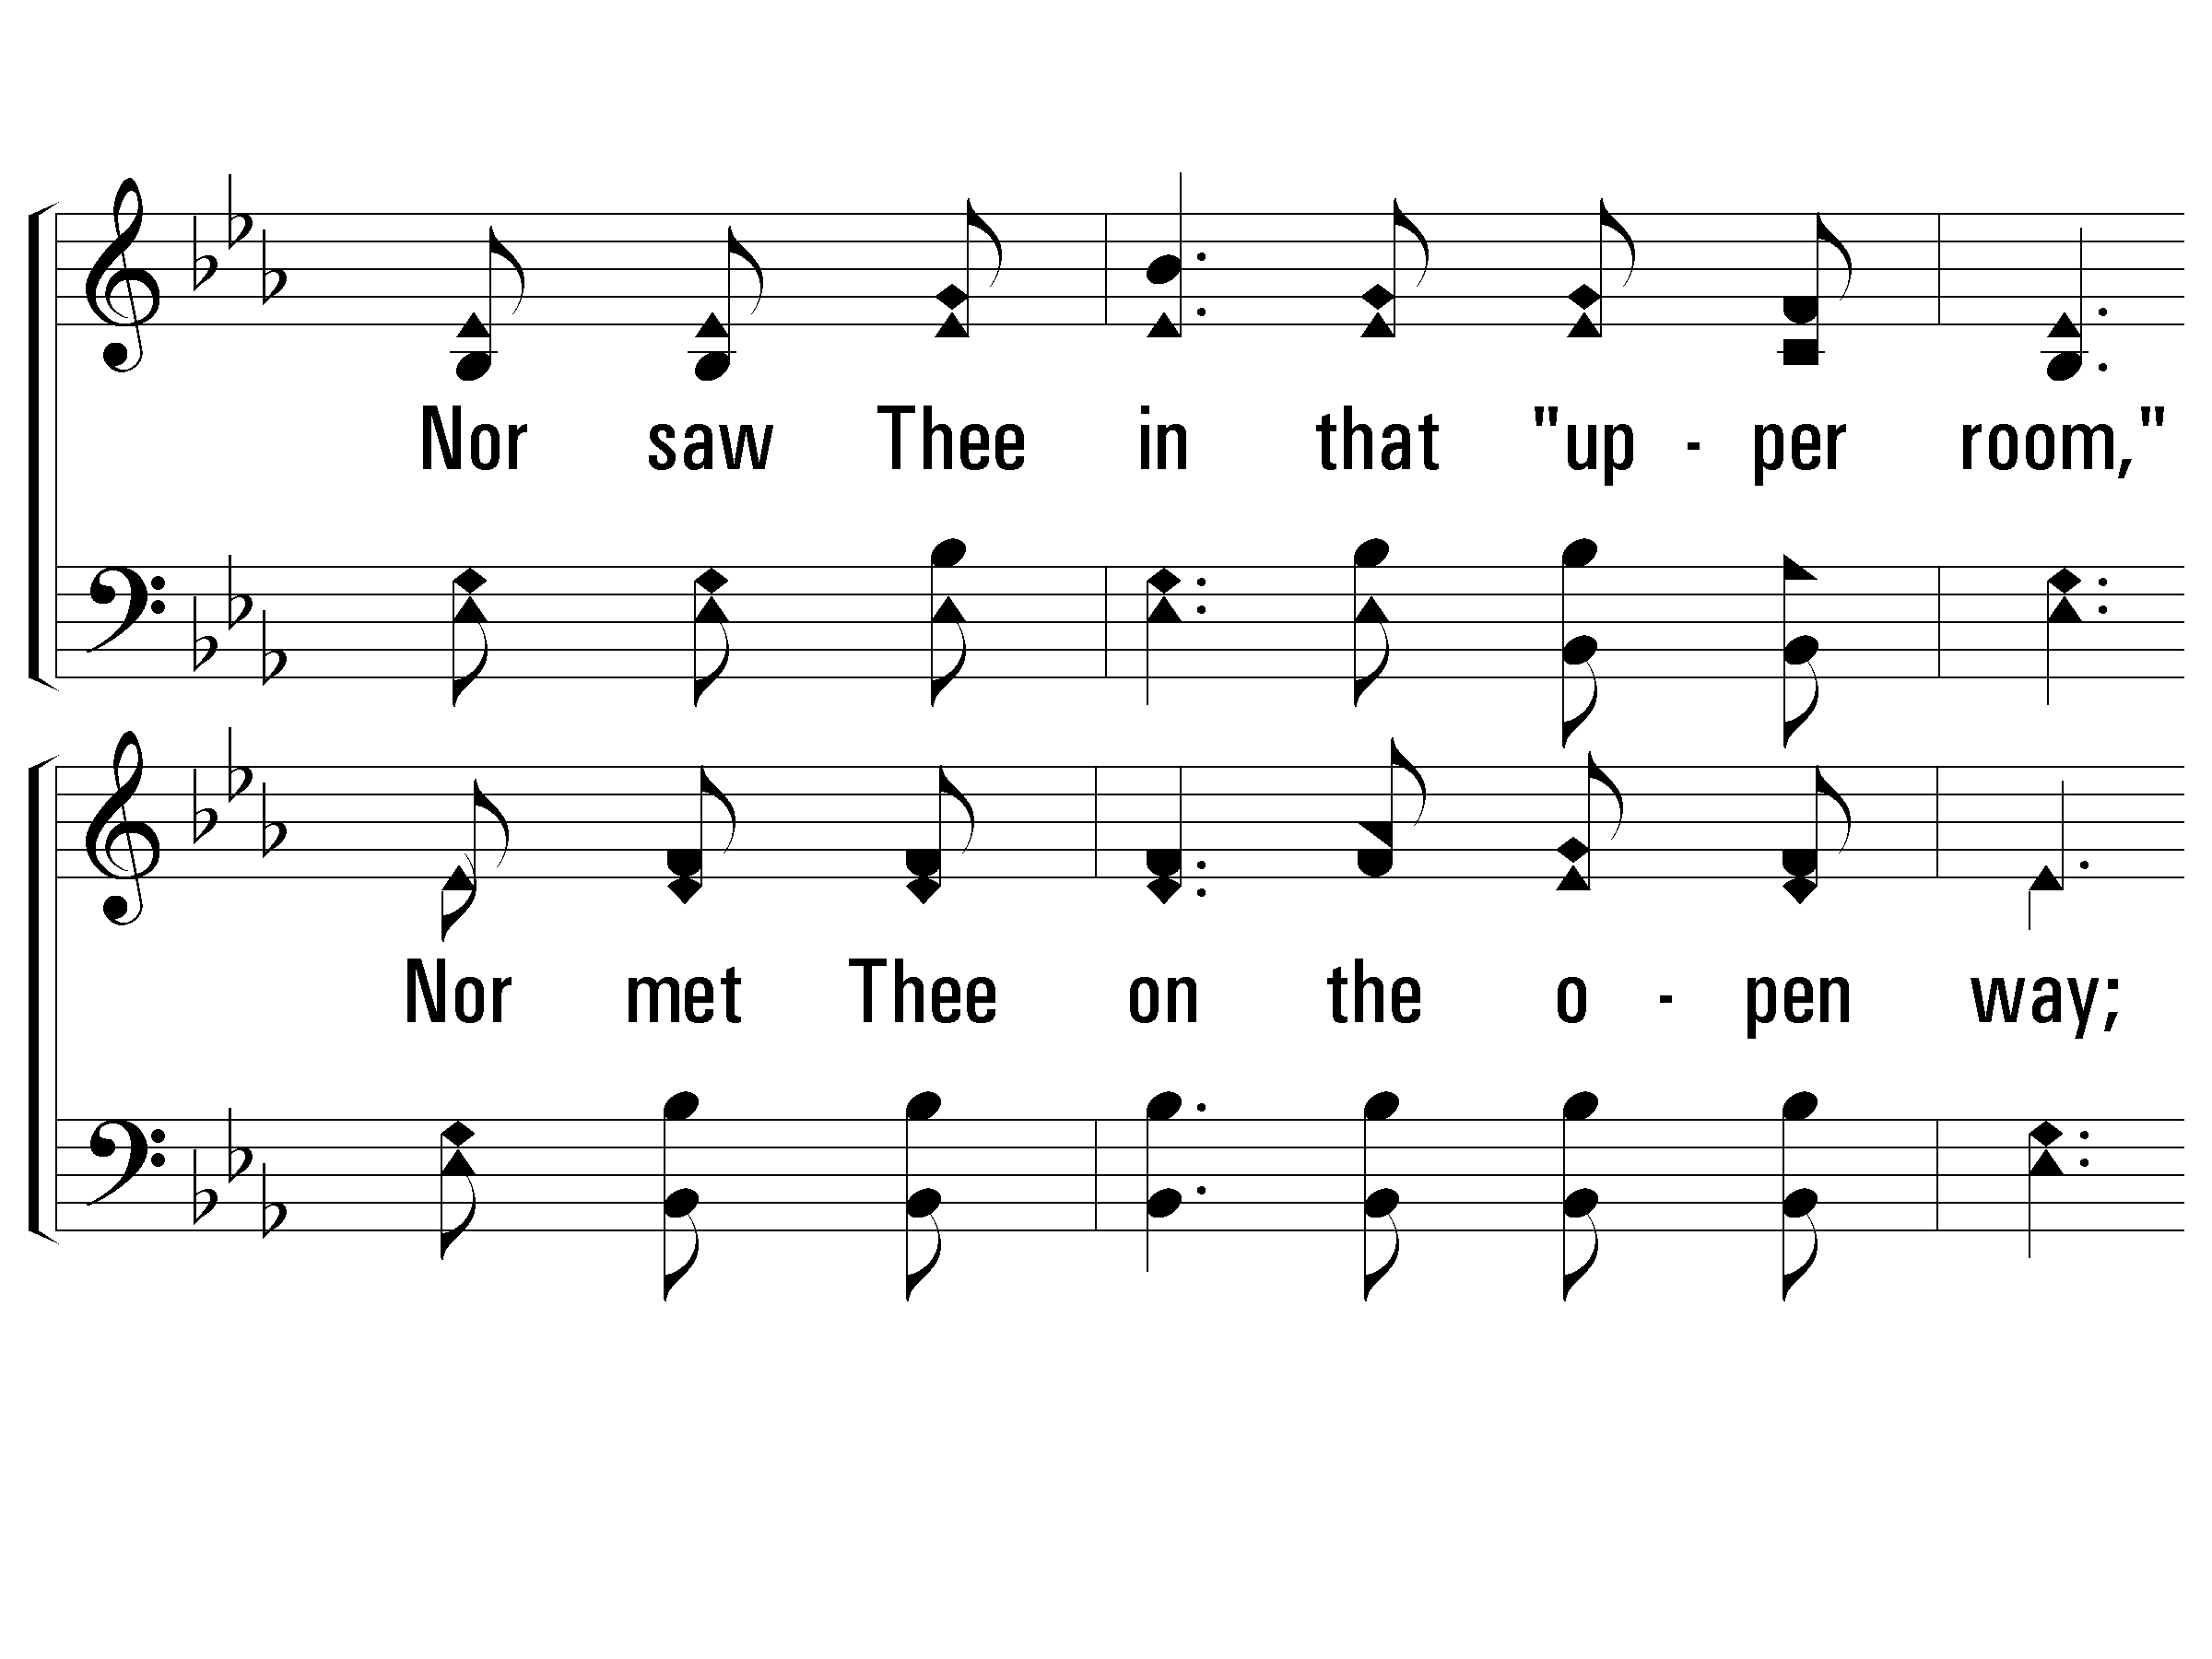 Nor saw Thee in that "up - per room,"
Nor met Thee on the o - pen way;